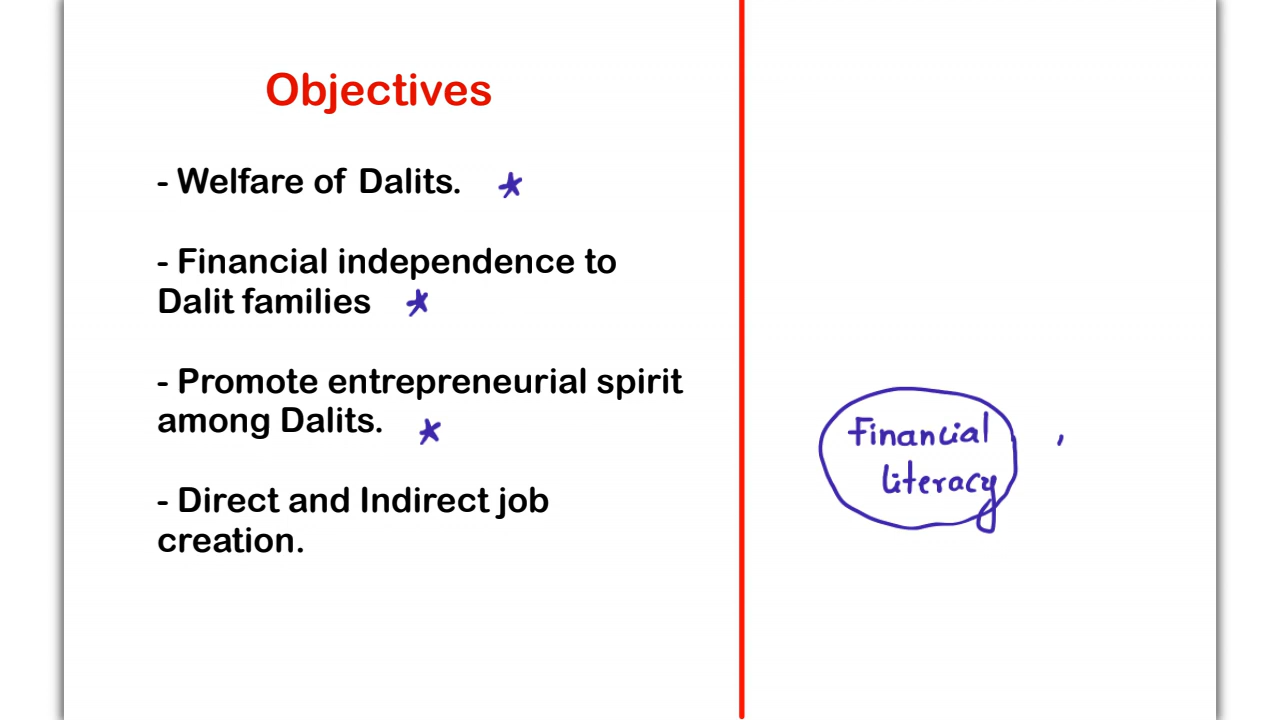 Objectives
- Welfare of Dalits.
- Financial independence to
Dalit families
- Promote entrepreneurial spirit
among Dalits.
- Direct and Indirect job
creation.
Financial
literacy